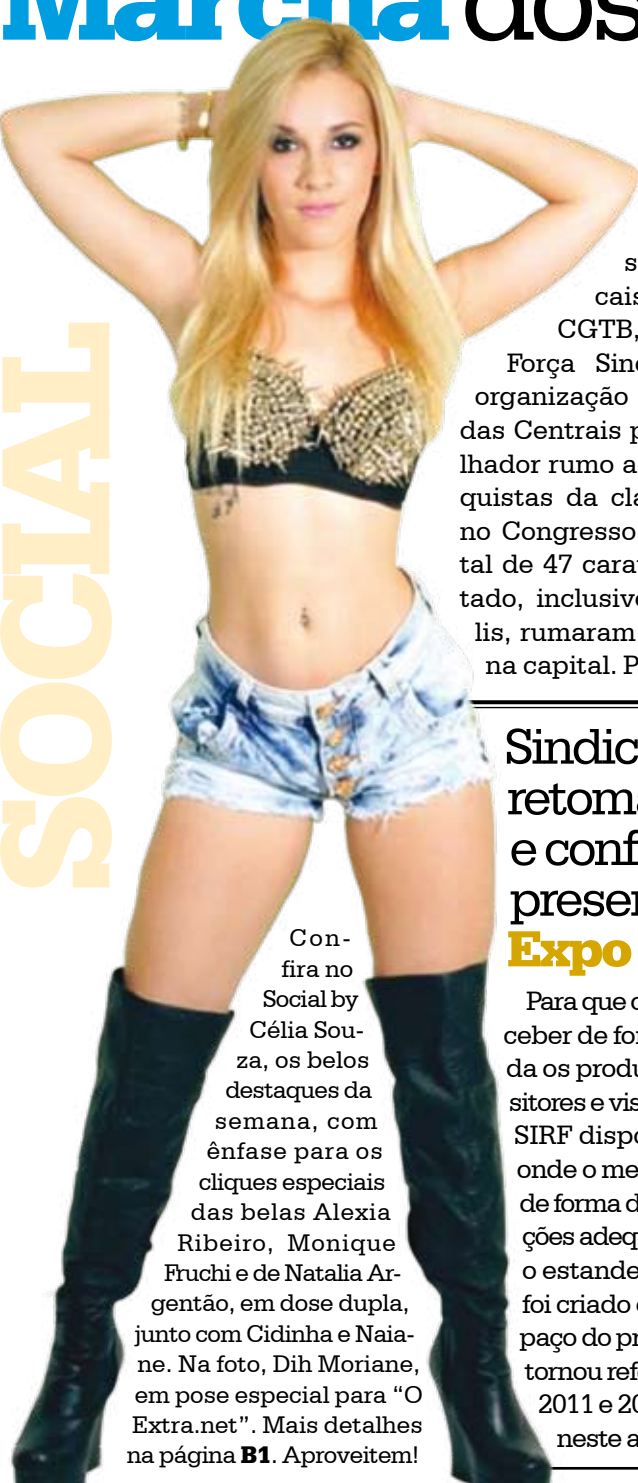 Marcha dos
SOCIAL
s
cais
CGTB,
Força Sin
organização
das Centrais p
lhador rumo a
quistas da cla
no Congresso
tal de 47 cara
tado, inclusive
lis, rumaram
na capital. P
Sindic
retoma
e conf
prese
Expo
Con-
fira no
Social by
Célia Sou-
za, os belos
destaques da
semana, com
ênfase para os
cliques especiais
das belas Alexia
Ribeiro, Monique
Fruchi e de Natalia Ar-
gentão, em dose dupla,
junto com Cidinha e Naia-
ne. Na foto, Dih Moriane,
em pose especial para “O
Extra.net”. Mais detalhes
na página B1. Aproveitem!
Para que o
ceber de for
da os produ
sitores e vis
SIRF dispo
onde o me
de forma d
ções adeq
o estande
foi criado
paço do pr
tornou ref
2011 e 20
neste a